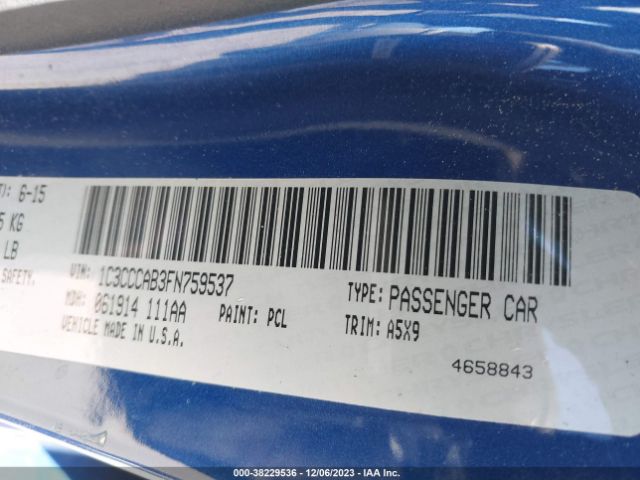 T): 6-15
5 KG
LB
SAFETY.
VIN: 1C3CCCAB3FN759537
TYPE: PASSENGER CAR
MDH: 061914 111AA
PAINT: PCL
TRIM: A5X9
VEHICLE MADE IN U.S.A.
4658843
000-38229536 - 12/06/2023 - IAA Inc.